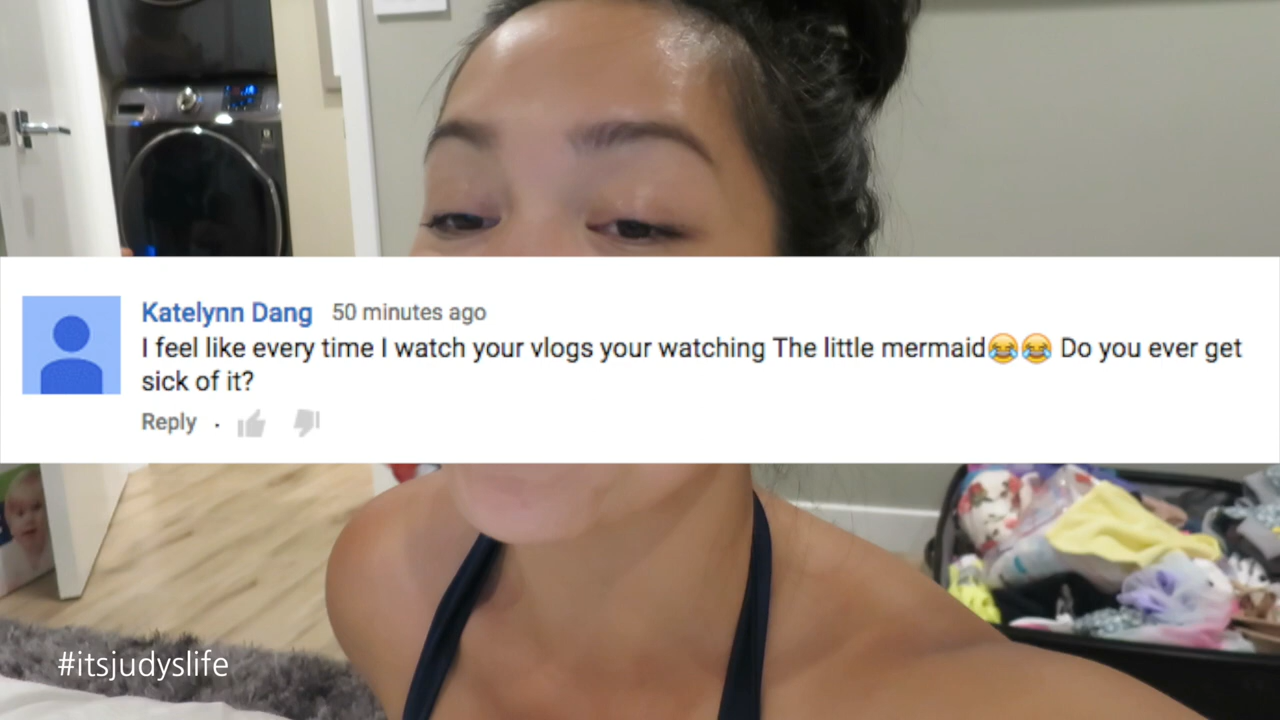 Katelynn Dang 50 minutes ago
I feel like every time I watch your vlogs your watching The little mermaid😂😂 Do you ever get
sick of it?
Reply .
#itsjudyslife